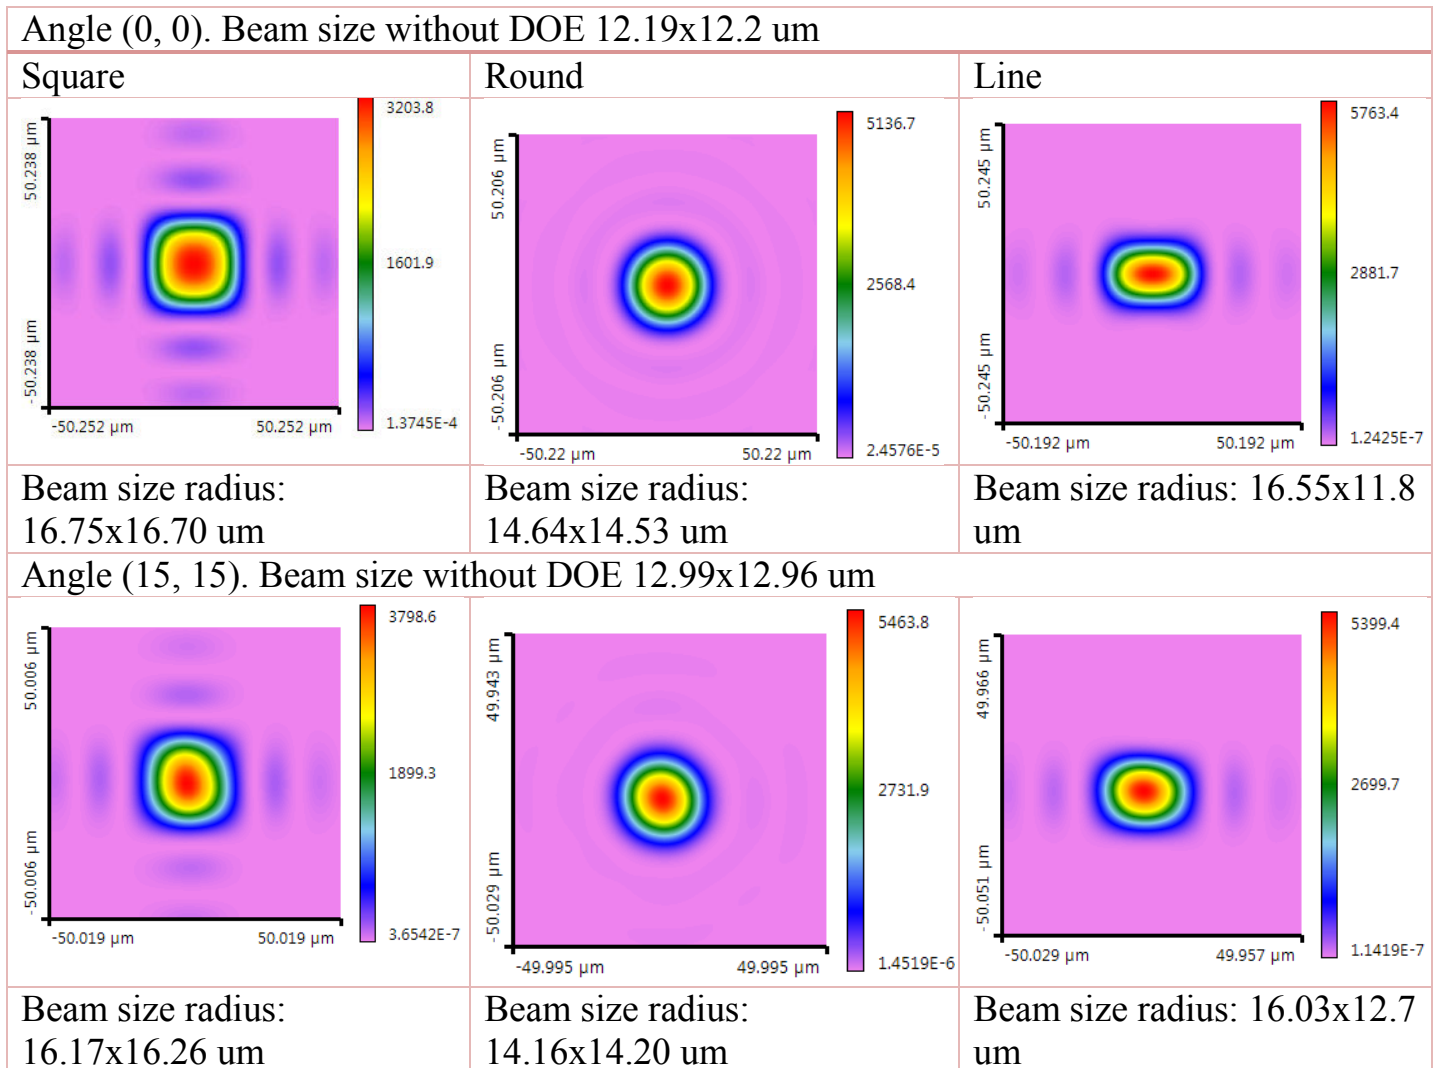 Angle (0, 0). Beam size without DOE 12.19x12.2 um
Square
Round
Line
50.238 µm
-50.238 µm
-50.252 µm
50.252 µm
3203.8
1601.9
1.3745E-4
50.206 µm
-50.206 µm
-50.22 µm
50.22 µm
5136.7
2568.4
2.4576E-5
50.245 µm
-50.245 µm
-50.192 µm
50.192 µm
5763.4
2881.7
1.2425E-7
Beam size radius:
16.75x16.70 um
Beam size radius:
14.64x14.53 um
Beam size radius: 16.55x11.8
um
Angle (15, 15). Beam size without DOE 12.99x12.96 um
50.006 µm
-50.006 µm
-50.019 µm
50.019 µm
3798.6
1899.3
3.6542E-7
49.943 µm
-50.029 µm
-49.995 µm
49.995 µm
5463.8
2731.9
1.4519E-6
49.966 µm
-50.051 µm
-50.029 µm
49.957 µm
5399.4
2699.7
1.1419E-7
Beam size radius:
16.17x16.26 um
Beam size radius:
14.16x14.20 um
Beam size radius: 16.03x12.7
um